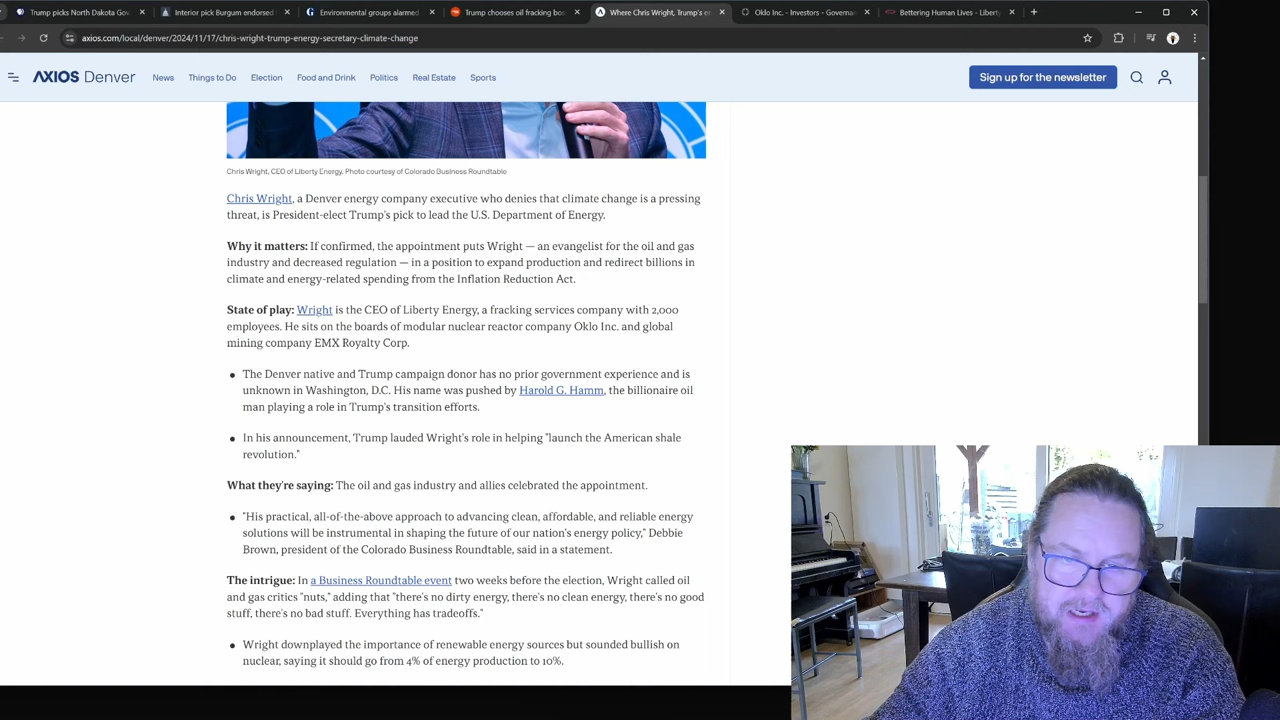 Trump picks North Dakota Gov
Interior pick Burgum endorsed
Environmental groups alarmed
Trump chooses oil fracking bos
Where Chris Wright, Trump's en
Oklo Inc. - Investors - Governa
Bettering Human Lives - Liberty
axios.com/local/denver/2024/11/17/chris-wright-trump-energy-secretary-climate-change
AXIOS Denver
News
Things to Do
Election
Food and Drink
Politics
Real Estate
Sports
Sign up for the newsletter
Chris Wright, CEO of Liberty Energy. Photo courtesy of Colorado Business Roundtable
Chris Wright, a Denver energy company executive who denies that climate change is a pressing
threat, is President-elect Trump's pick to lead the U.S. Department of Energy.
Why it matters: If confirmed, the appointment puts Wright — an evangelist for the oil and gas
industry and decreased regulation — in a position to expand production and redirect billions in
climate and energy-related spending from the Inflation Reduction Act.
State of play: Wright is the CEO of Liberty Energy, a fracking services company with 2,000
employees. He sits on the boards of modular nuclear reactor company Oklo Inc. and global
mining company EMX Royalty Corp.
The Denver native and Trump campaign donor has no prior government experience and is
unknown in Washington, D.C. His name was pushed by Harold G. Hamm, the billionaire oil
man playing a role in Trump's transition efforts.
In his announcement, Trump lauded Wright's role in helping "launch the American shale
revolution."
What they're saying: The oil and gas industry and allies celebrated the appointment.
"His practical, all-of-the-above approach to advancing clean, affordable, and reliable energy
solutions will be instrumental in shaping the future of our nation's energy policy," Debbie
Brown, president of the Colorado Business Roundtable, said in a statement.
The intrigue: In a Business Roundtable event two weeks before the election, Wright called oil
and gas critics "nuts," adding that "there's no dirty energy, there's no clean energy, there's no good
stuff, there's no bad stuff. Everything has tradeoffs."
Wright downplayed the importance of renewable energy sources but sounded bullish on
nuclear, saying it should go from 4% of energy production to 10%.